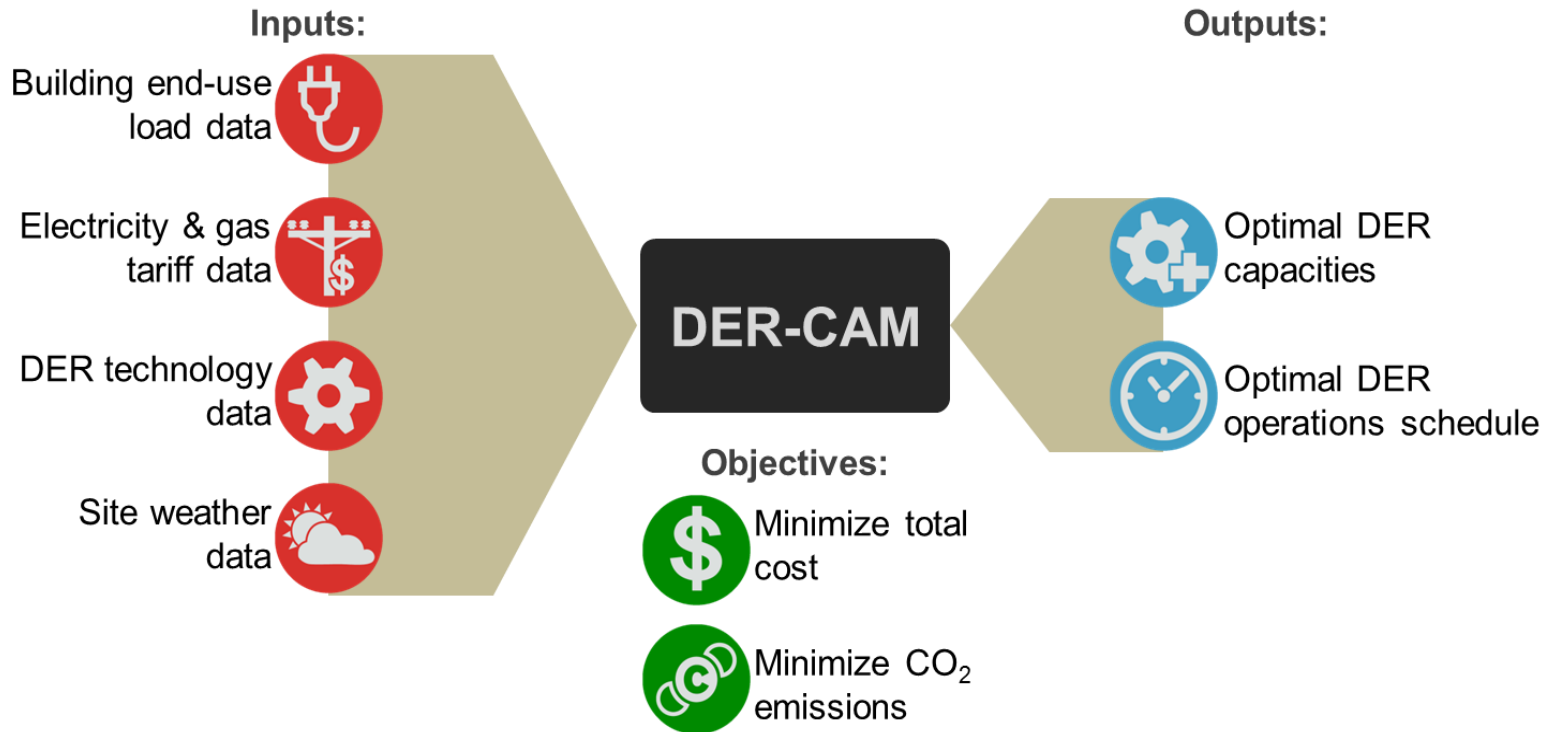 Inputs:
Building end-use
load data
Electricity & gas
tariff data
$
DER technology
data
Site weather
data
DER-CAM
Objectives:
$
Minimize total
cost
C
Minimize CO₂
emissions
Outputs:
Optimal DER
capacities
Optimal DER
operations schedule